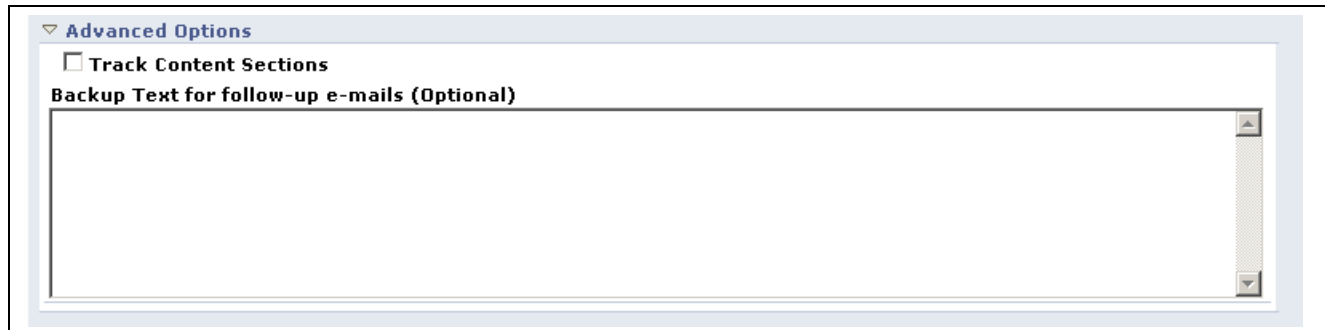 Advanced Options
Track Content Sections
Backup Text for follow-up e-mails (Optional)